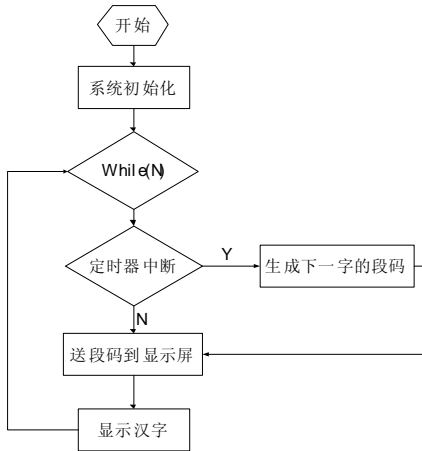 开始
系统初始化
While(N)
定时器中断
Y
生成下一字的段码
N
送段码到显示屏
显示汉字